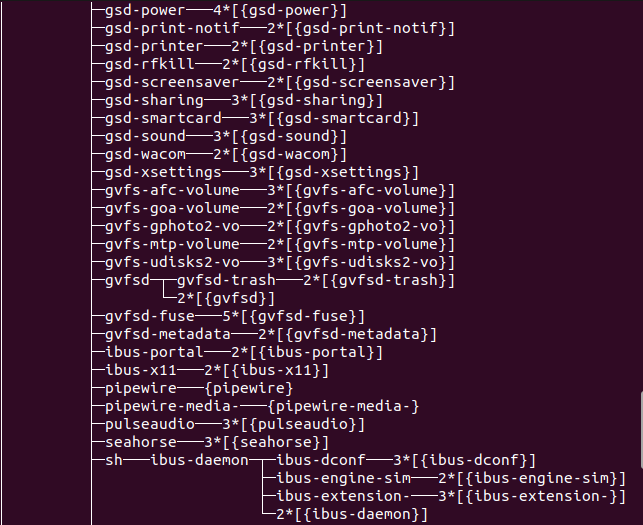 ├─gsd-power───4*[{gsd-power}]
├─gsd-print-notif───2*[{gsd-print-notif}]
├─gsd-printer───2*[{gsd-printer}]
├─gsd-rfkill───2*[{gsd-rfkill}]
├─gsd-screensaver───2*[{gsd-screensaver}]
├─gsd-sharing───3*[{gsd-sharing}]
├─gsd-smartcard───3*[{gsd-smartcard}]
├─gsd-sound───3*[{gsd-sound}]
├─gsd-wacom───2*[{gsd-wacom}]
├─gsd-xsettings───3*[{gsd-xsettings}]
├─gvfs-afc-volume───3*[{gvfs-afc-volume}]
├─gvfs-goa-volume───2*[{gvfs-goa-volume}]
├─gvfs-gphoto2-vo───2*[{gvfs-gphoto2-vo}]
├─gvfs-mtp-volume───2*[{gvfs-mtp-volume}]
├─gvfs-udisks2-vo───3*[{gvfs-udisks2-vo}]
├─gvfsd─┬─gvfsd-trash───2*[{gvfsd-trash}]
│       └─2*[{gvfsd}]
├─gvfsd-fuse───5*[{gvfsd-fuse}]
├─gvfsd-metadata───2*[{gvfsd-metadata}]
├─ibus-portal───2*[{ibus-portal}]
├─ibus-x11───2*[{ibus-x11}]
├─pipewire───{pipewire}
├─pipewire-media-───{pipewire-media-}
├─pulseaudio───3*[{pulseaudio}]
├─seahorse───3*[{seahorse}]
├─sh───ibus-daemon─┬─ibus-dconf───3*[{ibus-dconf}]
│                  ├─ibus-engine-sim───2*[{ibus-engine-sim}]
│                  ├─ibus-extension-───3*[{ibus-extension-}]
│                  └─2*[{ibus-daemon}]